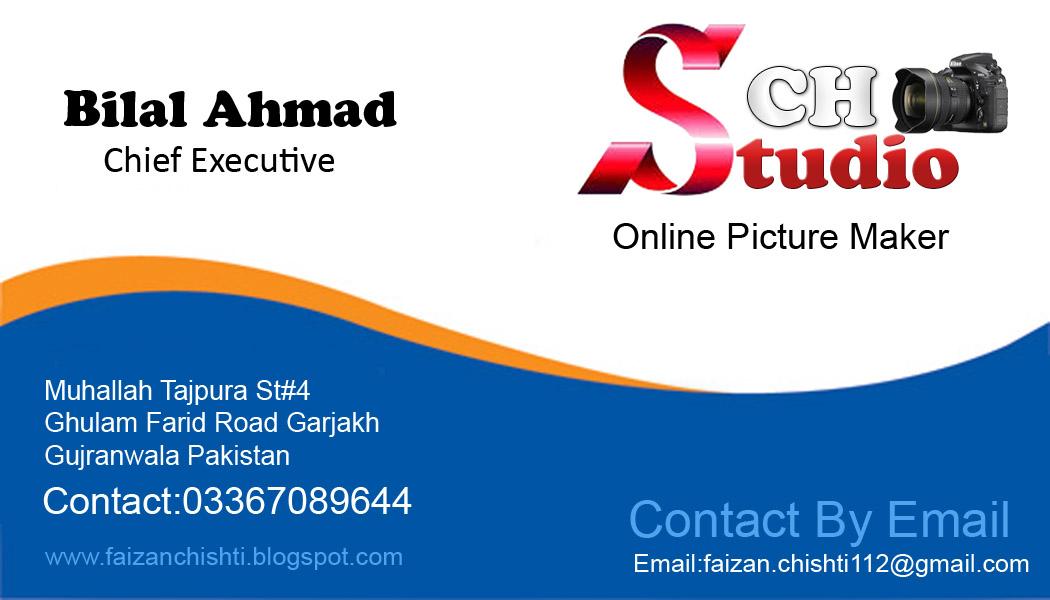 Bilal Ahmad
Chief Executive
CH
Studio
Online Picture Maker
Muhallah Tajpura St#4
Ghulam Farid Road Garjakh
Gujranwala Pakistan
Contact:03367089644
www.faizanchishti.blogspot.com
Contact By Email
Email:faizan.chishti112@gmail.com